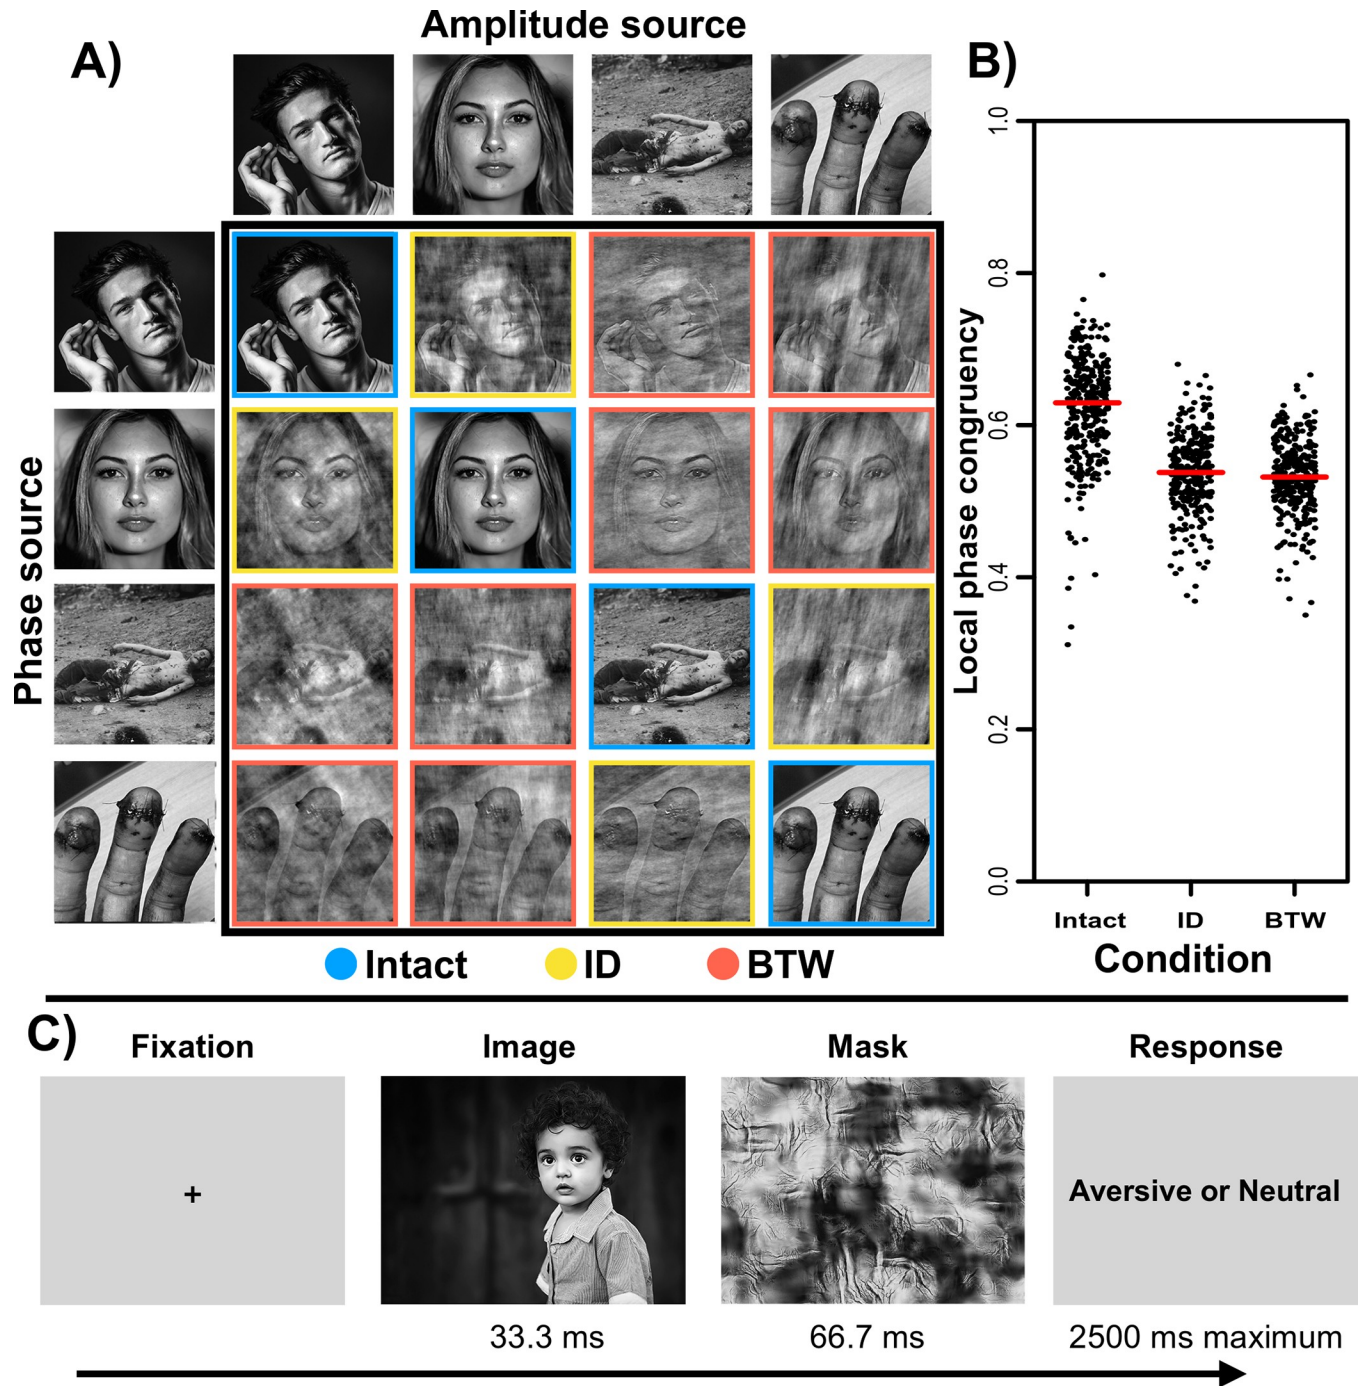 Amplitude source
A)
B)
Phase source
Intact
ID
BTW
Local phase congruency
1.0
0.8
0.6
0.4
0.2
0.0
Intact
ID
BTW
Condition
C)
Fixation
Image
Mask
Response
+
Aversive or Neutral
33.3 ms
66.7 ms
2500 ms maximum